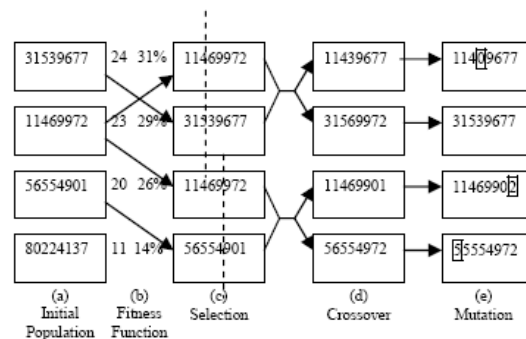 31539677 24 31% 11469972 11439677 11409677
11469972 23 29% 31539677 31569972 31539677
56554901 20 26% 11469972 11469901 11469902
80224137 11 14% 56554901 56554972 55554972
(a) (b) (c) (d) (e)
Initial Fitness Selection Crossover Mutation
Population Function